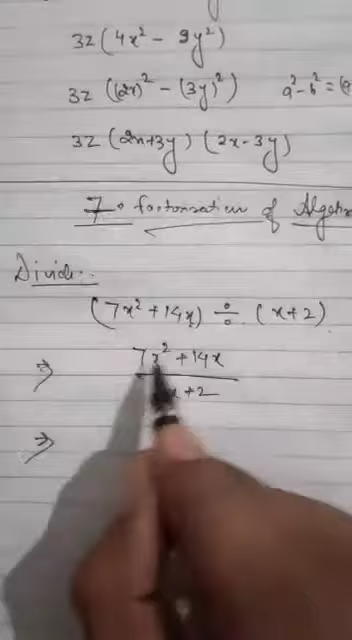 3z (4x² - 9y²)
3z ((2x)² - (3y)²) a² - b² = (a
3z (2x+3y) (2x-3y)
7. factorisation of Algebra
Divide:.
(7x² + 14x) ÷ (x+2)
⇒ 7x² + 14x
x+2
⇒